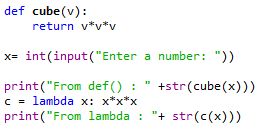 def cube(v):
    return v*v*v
x= int(input("Enter a number: "))
print("From def() : " +str(cube(x)))
c = lambda x: x*x*x
print("From lambda : "+ str(c(x)))